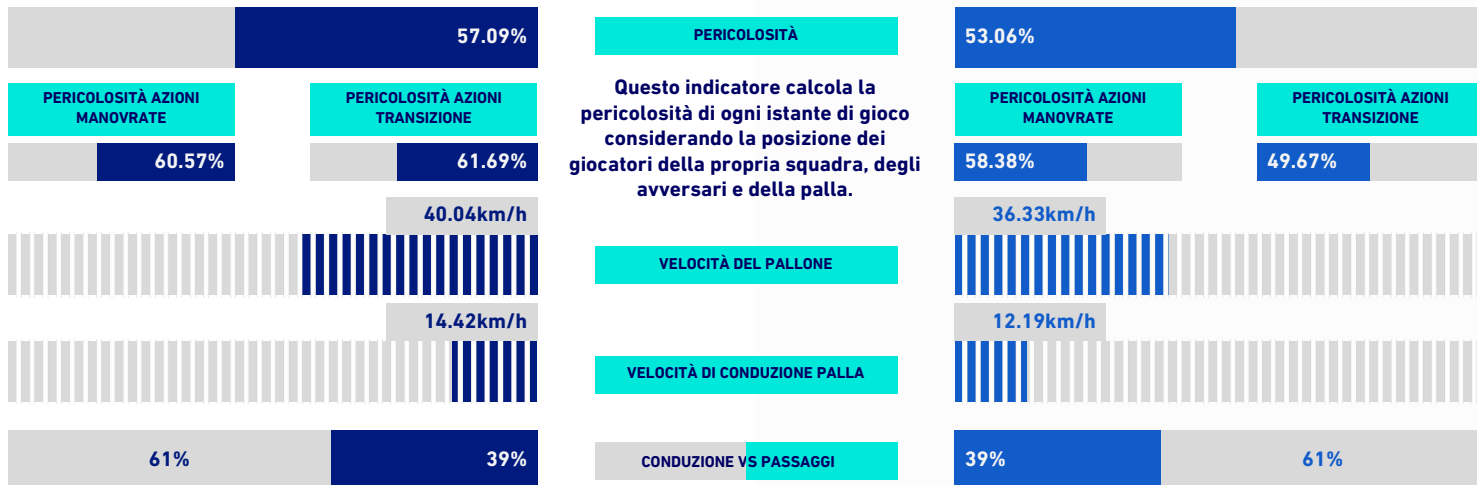 57.09%
PERICOLOSITÀ
53.06%
PERICOLOSITÀ AZIONI
MANOVRATE
60.57%
PERICOLOSITÀ AZIONI
TRANSIZIONE
61.69%
Questo indicatore calcola la
pericolosità di ogni istante di gioco
considerando la posizione dei
giocatori della propria squadra, degli
avversari e della palla.
PERICOLOSITÀ AZIONI
MANOVRATE
58.38%
PERICOLOSITÀ AZIONI
TRANSIZIONE
49.67%
40.04km/h
VELOCITÀ DEL PALLONE
36.33km/h
14.42km/h
VELOCITÀ DI CONDUZIONE PALLA
12.19km/h
61%
39%
CONDUZIONE VS PASSAGGI
39%
61%